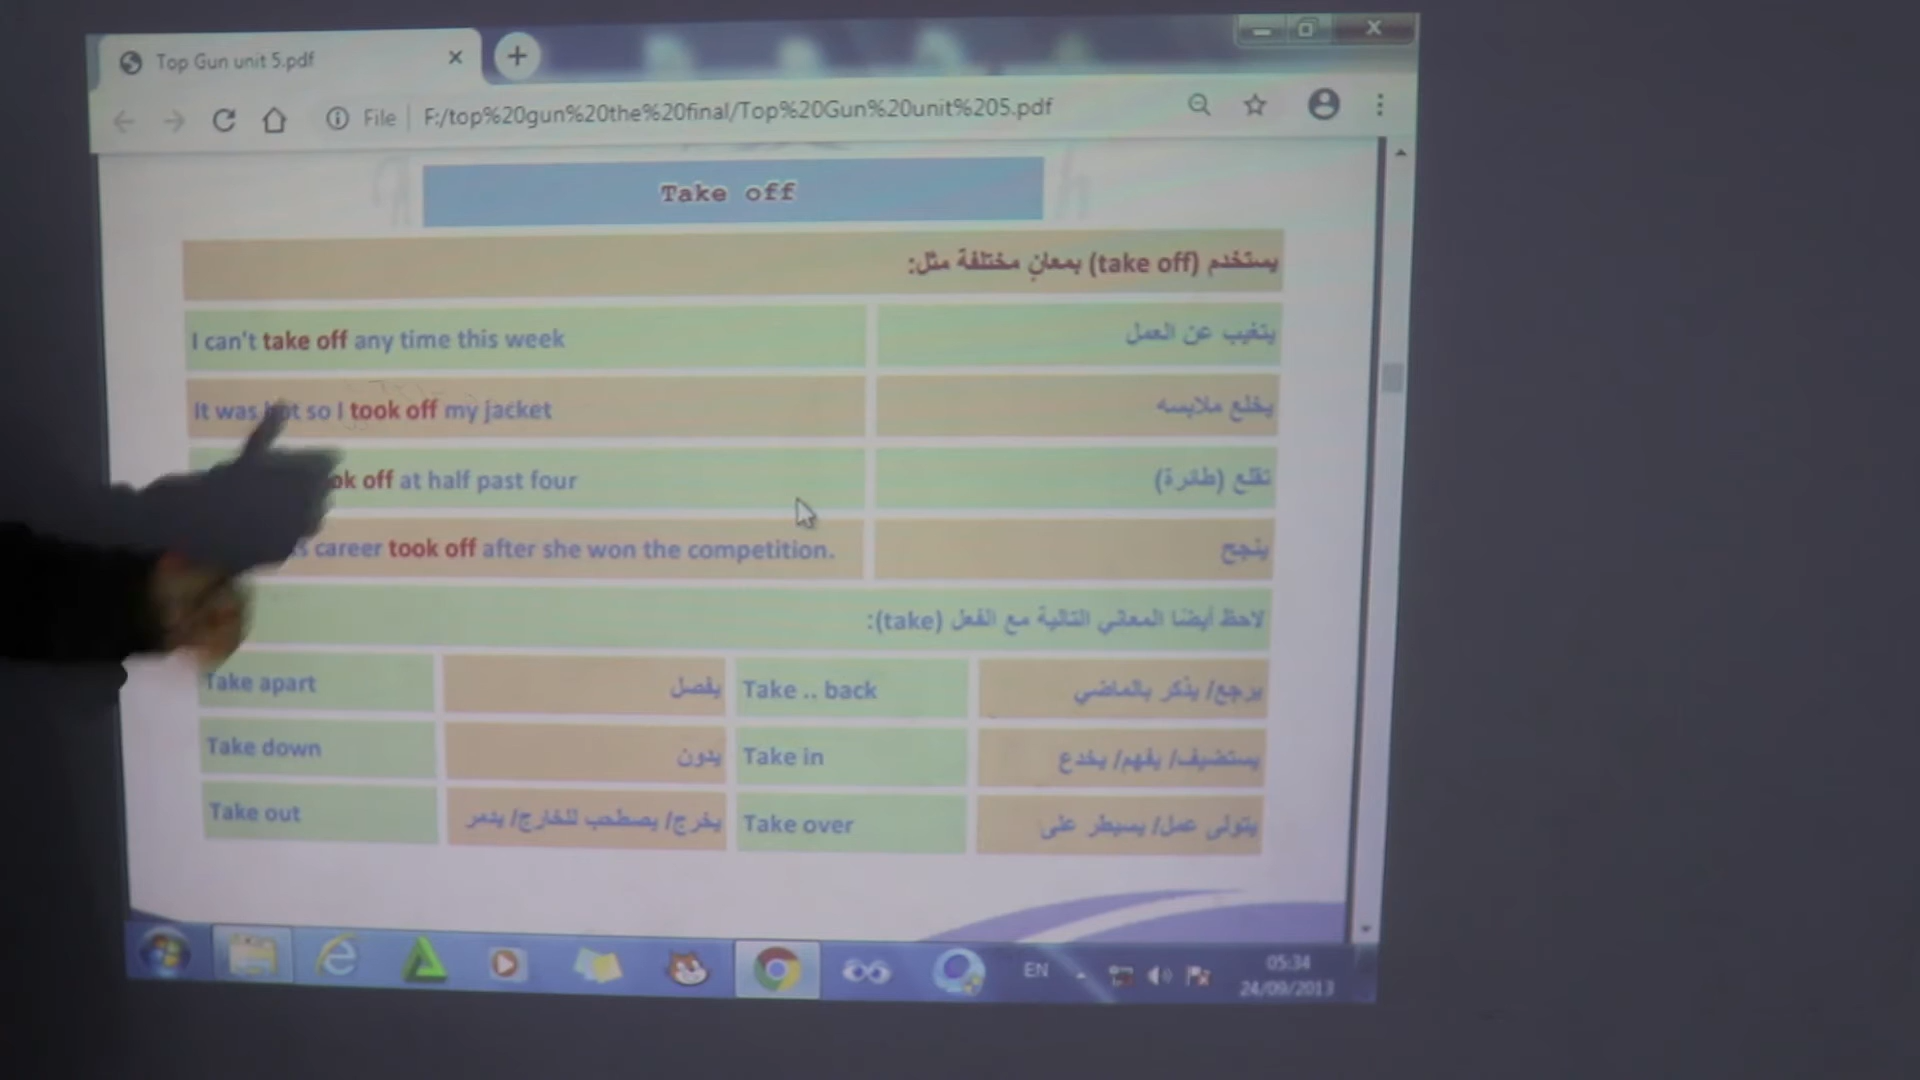 Top Gun unit 5.pdf
File F:/top%20gun%20the%20final/Top%20Gun%20unit%205.pdf
Take off
يستخدم (take off) بمعانٍ مختلفة مثل:
I can't take off any time this week
يتغيب عن العمل
It was hot so I took off my jacket
يخلع ملابسه
ok off at half past four
تقلع (طائرة)
s career took off after she won the competition.
ينجح
لاحظ أيضًا المعاني التالية مع الفعل (take):
Take apart يفصل Take .. back يرجع/ يذكر بالماضي
Take down يدون Take in يستضيف/ يفهم/ يخدع
Take out يخرج/ يصطحب للخارج/ يدمر Take over يتولى عمل/ يسيطر على
EN 05:34
24/09/2013